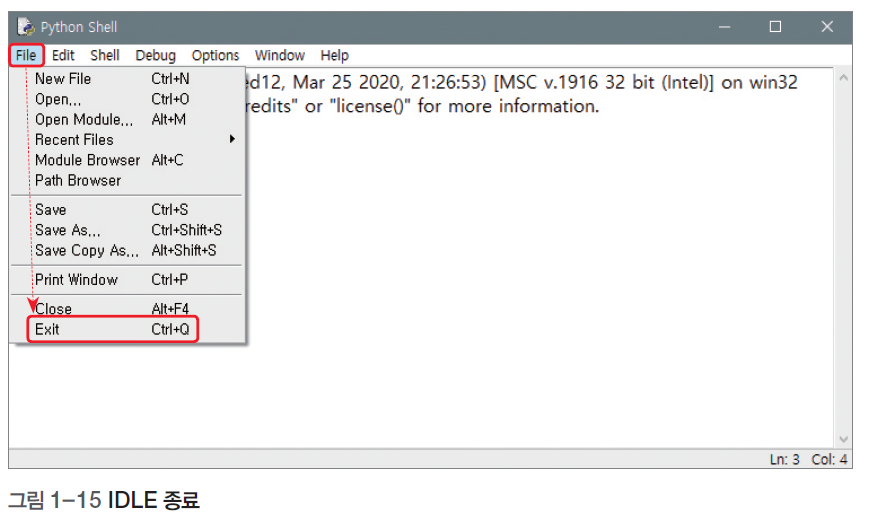 Python Shell
File Edit Shell Debug Options Window Help
ed12, Mar 25 2020, 21:26:53) [MSC v.1916 32 bit (Intel)] on win32
redits" or "license()" for more information.
New File Ctrl+N
Open... Ctrl+O
Open Module... Alt+M
Recent Files
Module Browser Alt+C
Path Browser
Save Ctrl+S
Save As... Ctrl+Shift+S
Save Copy As... Alt+Shift+S
Print Window Ctrl+P
Close Alt+F4
Exit Ctrl+Q
Ln: 3 Col: 4
그림 1-15 IDLE 종료